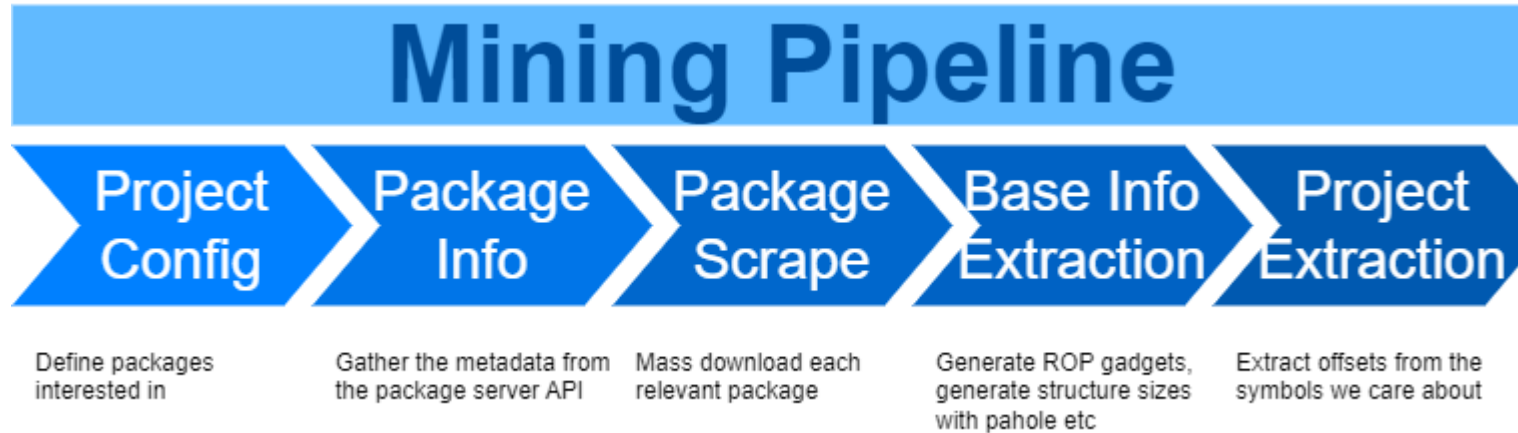 Mining Pipeline
Project
Config
Package
Info
Package
Scrape
Base Info
Extraction
Project
Extraction
Define packages
interested in
Gather the metadata from
the package server API
Mass download each
relevant package
Generate ROP gadgets,
generate structure sizes
with pahole etc
Extract offsets from the
symbols we care about